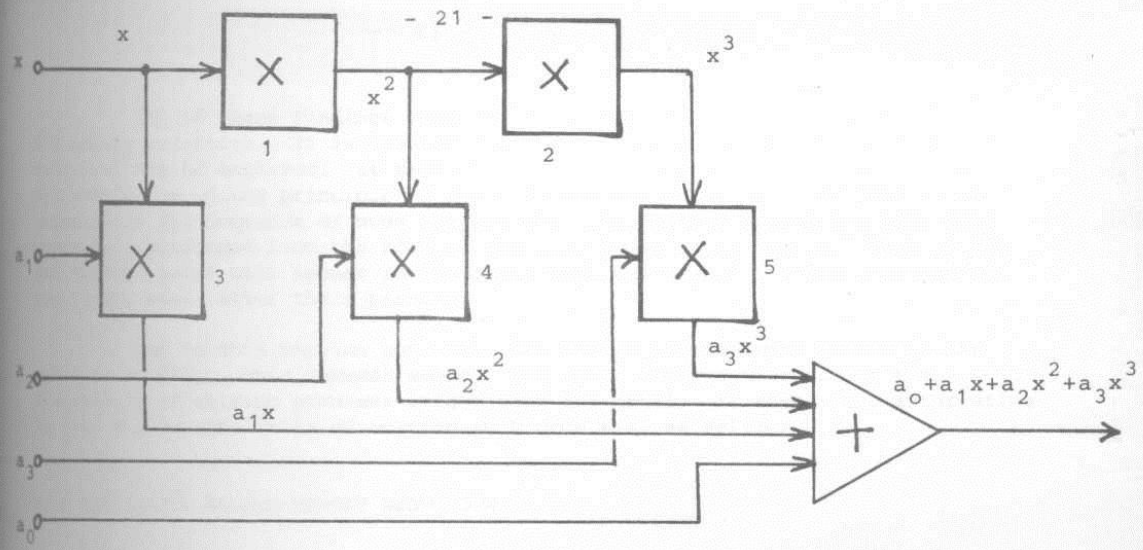 - 21 -
x
x
x^2
x^3
×
1
×
2
a_1
×
3
×
4
×
5
a_2
a_2x^2
a_3x^3
a_1x
a_o+a_1x+a_2x^2+a_3x^3
+
a_3
a_0